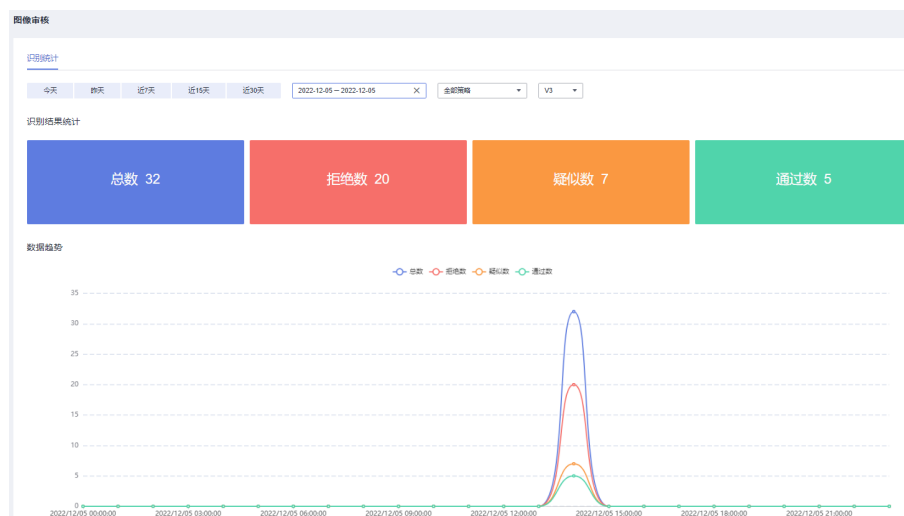 图像审核
识别统计
今天 昨天 近7天 近15天 近30天 2022-12-05 – 2022-12-05 × 全部策略 V3
识别结果统计
总数 32 拒绝数 20 疑似数 7 通过数 5
数据趋势
总数 拒绝数 疑似数 通过数
35
30
25
20
15
10
5
0
2022/12/05 00:00:00 2022/12/05 03:00:00 2022/12/05 06:00:00 2022/12/05 09:00:00 2022/12/05 12:00:00 2022/12/05 15:00:00 2022/12/05 18:00:00 2022/12/05 21:00:00